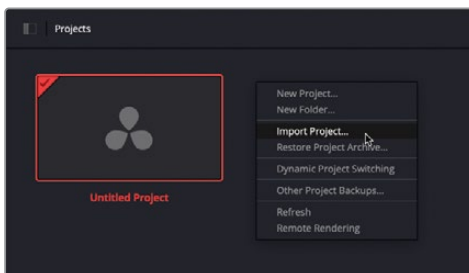 Projects
New Project...
New Folder...
Import Project...
Restore Project Archive...
Dynamic Project Switching
Other Project Backups...
Refresh
Remote Rendering
Untitled Project